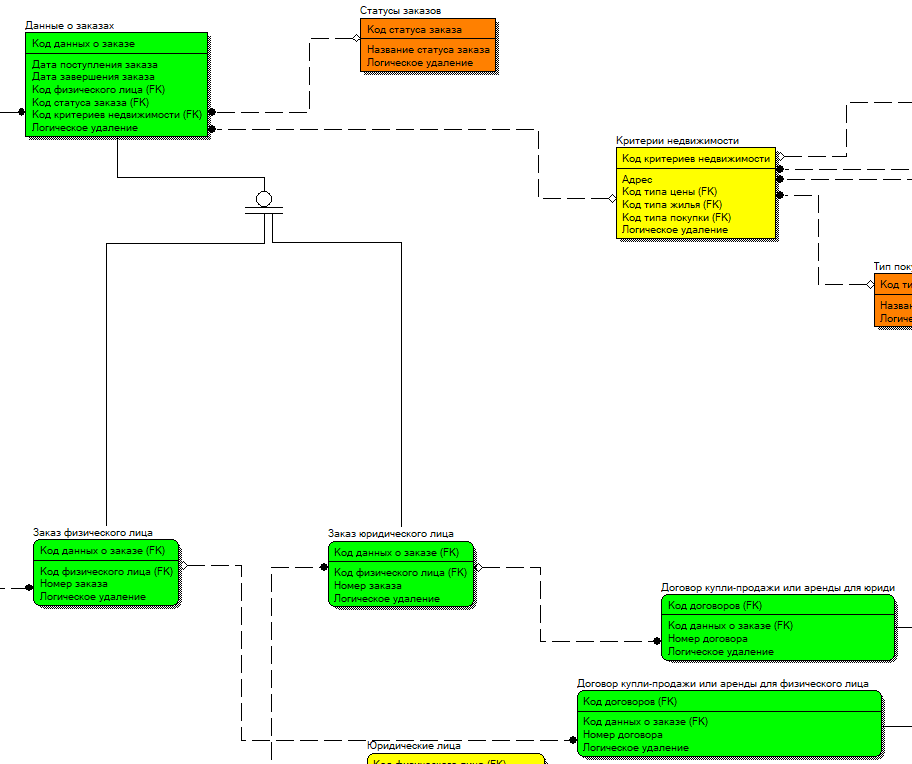 Статусы заказов
Код статуса заказа
Название статуса заказа
Логическое удаление
Данные о заказах
Код данных о заказе
Дата поступления заказа
Дата завершения заказа
Код физического лица (FK)
Код статуса заказа (FK)
Код критериев недвижимости (FK)
Логическое удаление
Критерии недвижимости
Код критериев недвижимости
Адрес
Код типа цены (FK)
Код типа жилья (FK)
Код типа покупки (FK)
Логическое удаление
Тип
Код
Заказ физического лица
Код данных о заказе (FK)
Код физического лица (FK)
Номер заказа
Логическое удаление
Заказ юридического лица
Код данных о заказе (FK)
Код физического лица (FK)
Номер заказа
Логическое удаление
Договор купли-продажи или аренды для юриди
Код договоров (FK)
Код данных о заказе (FK)
Номер договора
Логическое удаление
Договор купли-продажи или аренды для физического лица
Код договоров (FK)
Код данных о заказе (FK)
Номер договора
Логическое удаление
Юридические лица
Код физического лица (FK)